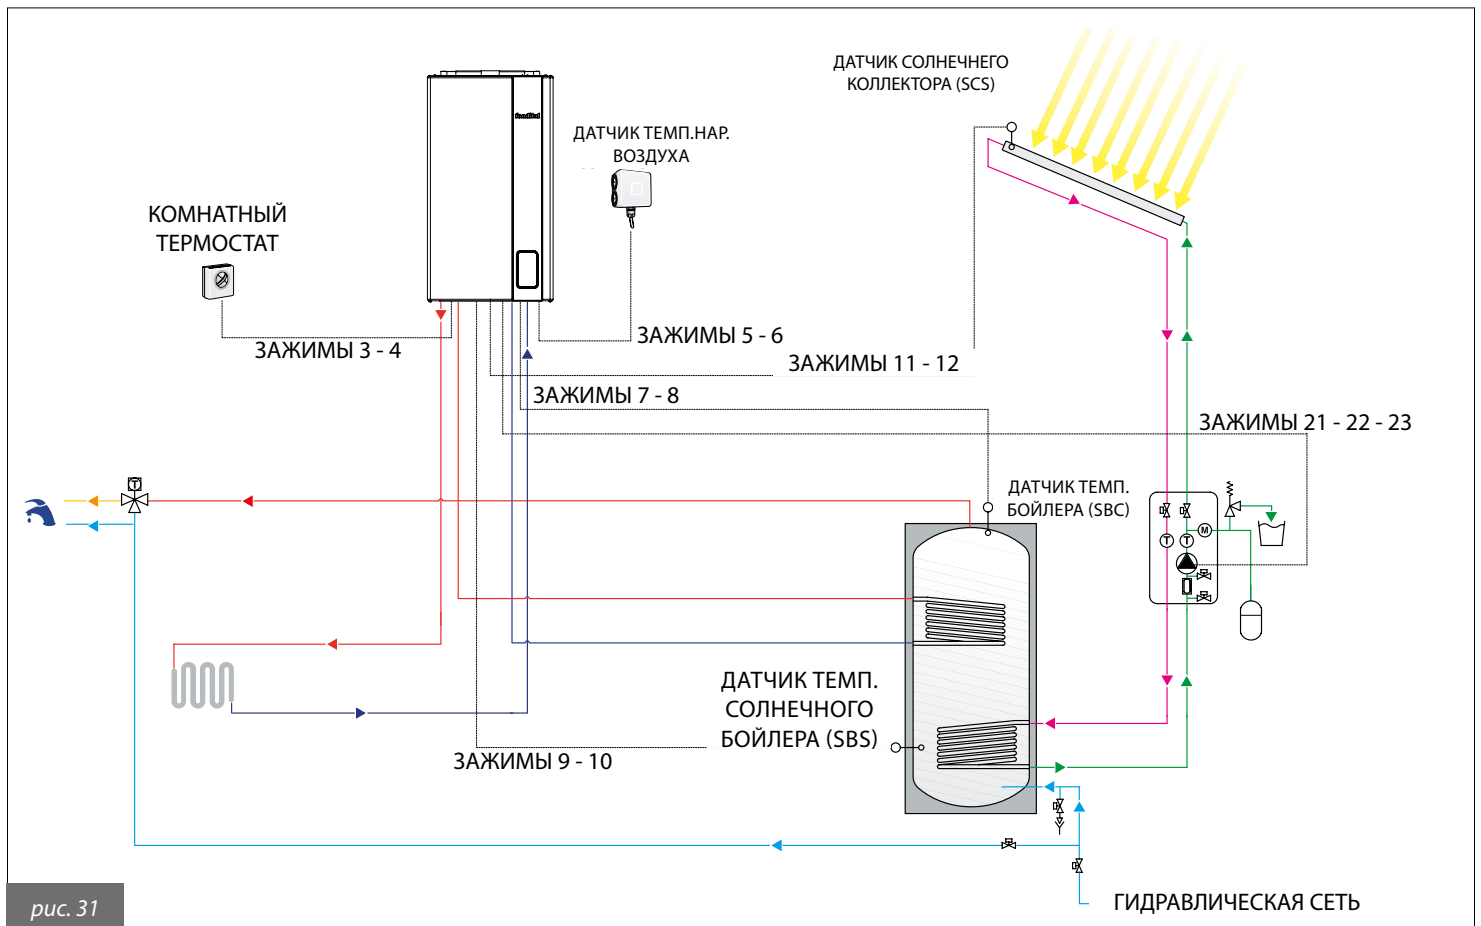 ДАТЧИК СОЛНЕЧНЕГО
КОЛЛЕКТОРА (SCS)
fondital
ДАТЧИК ТЕМП.НАР.
ВОЗДУХА
КОМНАТНЫЙ
ТЕРМОСТАТ
ЗАЖИМЫ 5 - 6
ЗАЖИМЫ 3 - 4
ЗАЖИМЫ 11 - 12
ЗАЖИМЫ 7 - 8
ЗАЖИМЫ 21 - 22 - 23
T
ДАТЧИК ТЕМП.
БОЙЛЕРА (SBC)
M
T
T
ДАТЧИК ТЕМП.
СОЛНЕЧНОГО
БОЙЛЕРА (SBS)
ЗАЖИМЫ 9 - 10
ГИДРАВЛИЧЕСКАЯ СЕТЬ
рис. 31